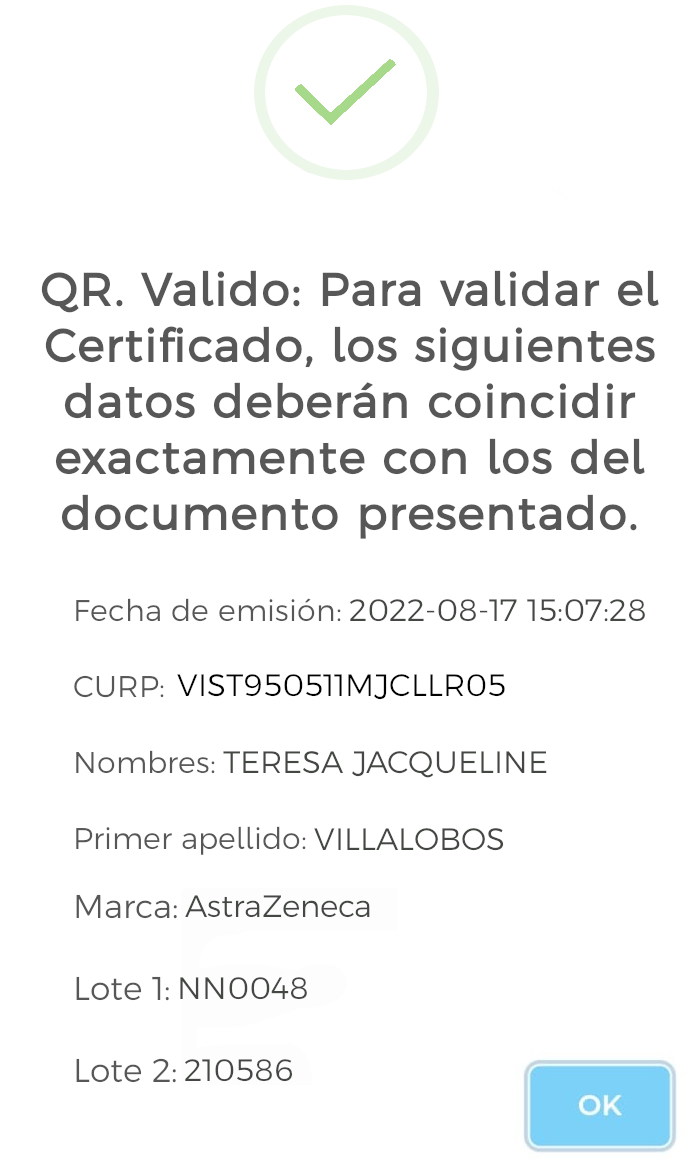 QR. Valido: Para validar el
Certificado, los siguientes
datos deberán coincidir
exactamente con los del
documento presentado.
Fecha de emisión: 2022-08-17 15:07:28
CURP: VIST950511MJCLLR05
Nombres: TERESA JACQUELINE
Primer apellido: VILLALOBOS
Marca: AstraZeneca
Lote 1: NN0048
Lote 2: 210586
OK